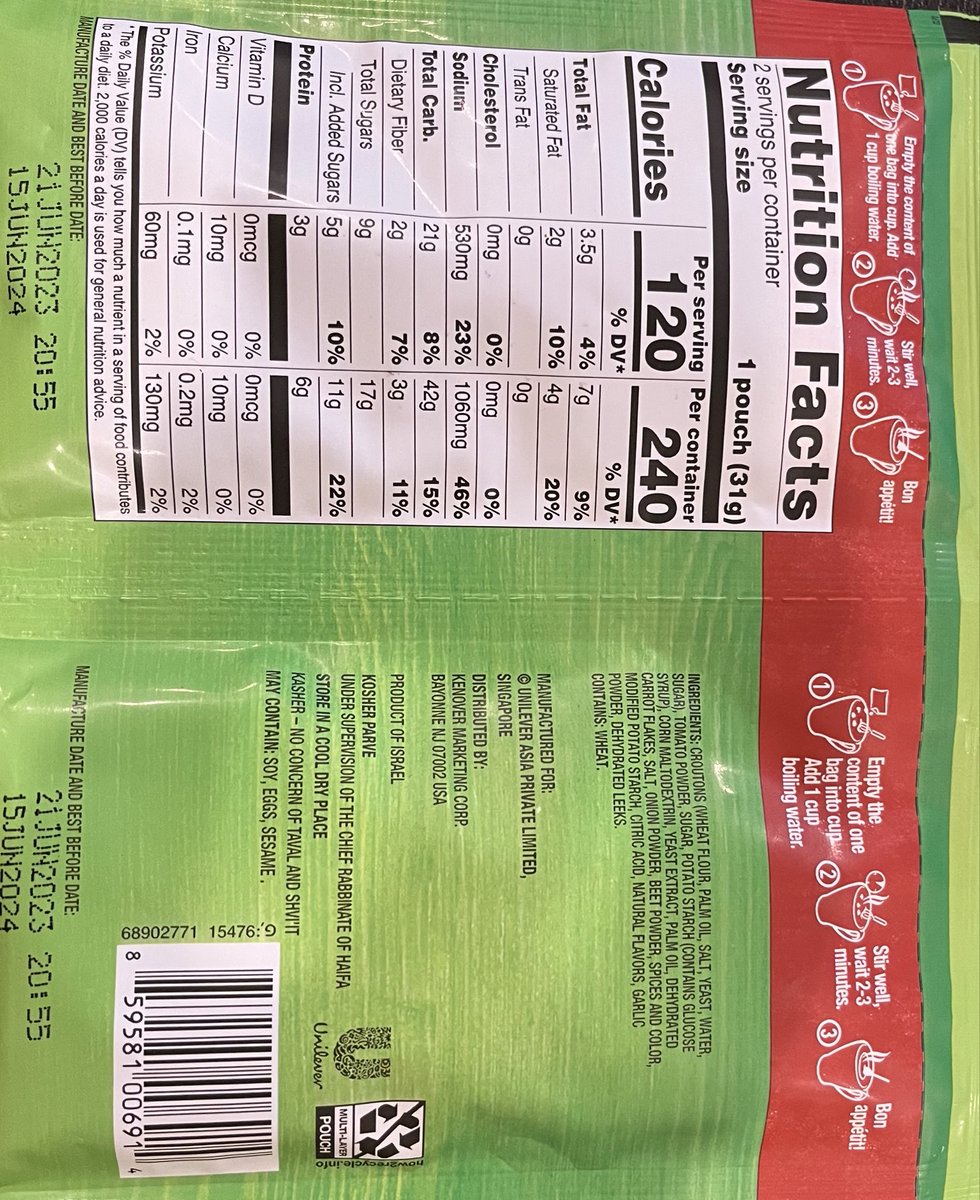 ① Empty the content of
one bag into cup. Add
1 cup boiling water.
② Stir well,
wait 2-3
minutes.
③ Bon
appétit!
Nutrition Facts
2 servings per container
Serving size 1 pouch (31g)
Per serving Per container
Calories 120 240
% DV* % DV*
Total Fat 3.5g 4% 7g 9%
Saturated Fat 2g 10% 4g 20%
Trans Fat 0g 0g
Cholesterol 0mg 0% 0mg 0%
Sodium 530mg 23% 1060mg 46%
Total Carb. 21g 8% 42g 15%
Dietary Fiber 2g 7% 3g 11%
Total Sugars 9g 17g
Incl. Added Sugars 5g 10% 11g 22%
Protein 3g 6g
Vitamin D 0mcg 0% 0mcg 0%
Calcium 10mg 0% 10mg 0%
Iron 0.1mg 0% 0.2mg 2%
Potassium 60mg 2% 130mg 2%
*The % Daily Value (DV) tells you how much a nutrient in a serving of food contributes
to a daily diet. 2,000 calories a day is used for general nutrition advice.
MANUFACTURE DATE AND BEST BEFORE DATE:
21JUN2023 20:55
15JUN2024
① Empty the
content of one
bag into cup.
Add 1 cup
boiling water.
② Stir well,
wait 2-3
minutes.
③ Bon
appétit!
INGREDIENTS: CROUTONS (WHEAT FLOUR, PALM OIL, SALT, YEAST, WATER,
SUGAR), TOMATO POWDER, SUGAR, POTATO STARCH (CONTAINS GLUCOSE
SYRUP), CORN MALTODEXTRIN, YEAST EXTRACT, PALM OIL, DEHYDRATED
CARROT FLAKES, SALT, ONION POWDER, BEET POWDER, SPICES AND COLOR,
MODIFIED POTATO STARCH, CITRIC ACID, NATURAL FLAVORS, GARLIC
POWDER, DEHYDRATED LEEKS.
CONTAINS: WHEAT.
MANUFACTURED FOR:
© UNILEVER ASIA PRIVATE LIMITED,
SINGAPORE
DISTRIBUTED BY:
KENOVER MARKETING CORP.
BAYONNE NJ 07002 USA
PRODUCT OF ISRAEL
KOSHER PARVE
UNDER SUPERVISION OF THE CHIEF RABBINATE OF HAIFA
STORE IN A COOL DRY PLACE
KASHER – NO CONCERN OF TAVAL AND SHVI'IT
MAY CONTAIN: SOY, EGGS, SESAME .
Unilever
MULTI-LAYER
POUCH
how2recycle.info
68902771 15476:'פ
8 59581 00691 4
MANUFACTURE DATE AND BEST BEFORE DATE:
21JUN2023 20:55
15JUN2024